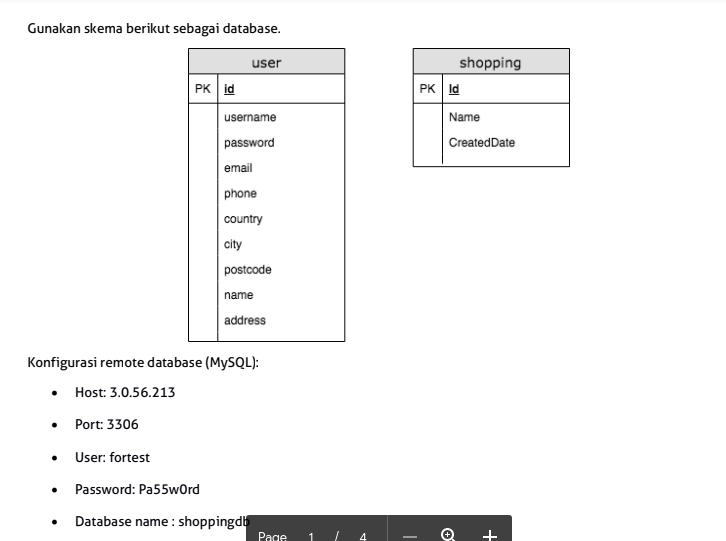 Gunakan skema berikut sebagai database.
user
PK id
username
password
email
phone
country
city
postcode
name
address
shopping
PK Id
Name
CreatedDate
Konfigurasi remote database (MySQL):
• Host: 3.0.56.213
• Port: 3306
• User: fortest
• Password: Pa55w0rd
• Database name : shoppingdb
Page 1 / 4